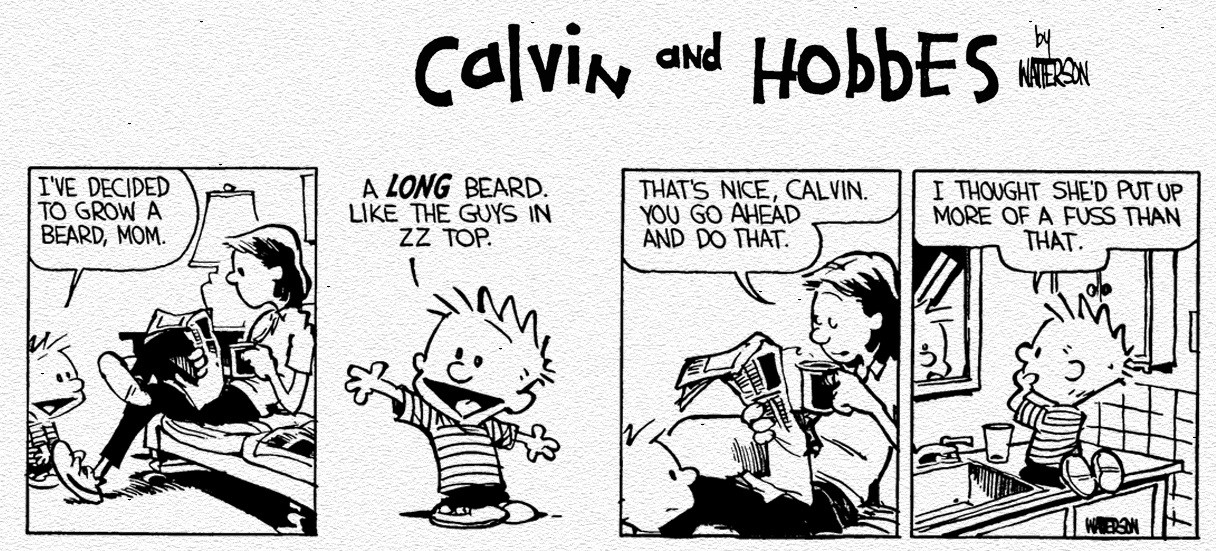 Calvin and HOBBES
by
WATTERSON
I'VE DECIDED
TO GROW A
BEARD, MOM.
A LONG BEARD.
LIKE THE GUYS IN
ZZ TOP.
THAT'S NICE, CALVIN.
YOU GO AHEAD
AND DO THAT.
I THOUGHT SHE'D PUT UP
MORE OF A FUSS THAN
THAT.
WATTERSON